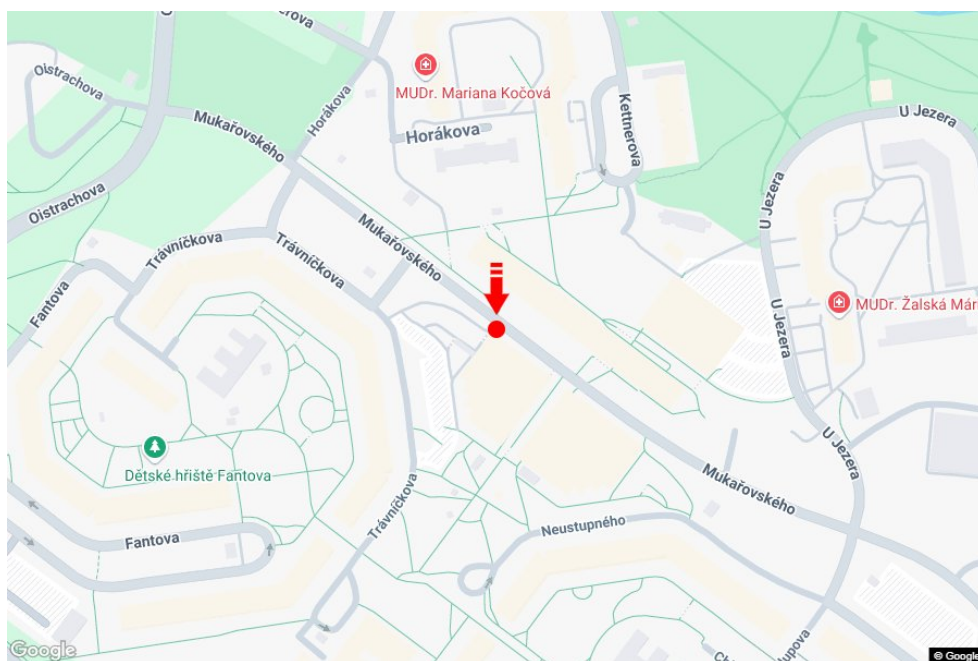 Oistrachova
Horákova
MUDr. Mariana Kočová
Kettnerova
U Jezera
Mukařovského
Horákova
Oistrachova
U Jezera
Trávníčkova
Trávníčkova
Mukařovského
Fantova
MUDr. Žalská Már
U Jezera
U Jezera
Dětské hřiště Fantova
Trávníčkova
Mukařovského
Neustupného
Fantova
Google
© Google